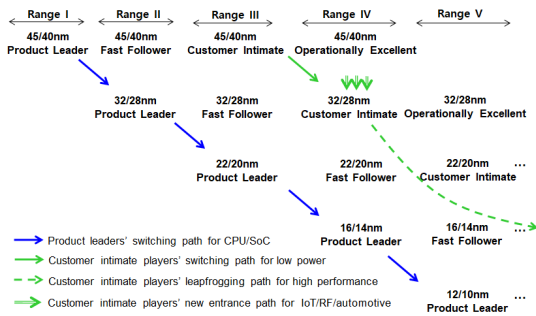 Range I Range II Range III Range IV Range V
45/40nm 45/40nm 45/40nm 45/40nm
Product Leader Fast Follower Customer Intimate Operationally Excellent
32/28nm 32/28nm 32/28nm 32/28nm
Product Leader Fast Follower Customer Intimate Operationally Excellent
22/20nm 22/20nm 22/20nm ...
Product Leader Fast Follower Customer Intimate
16/14nm 16/14nm ...
Product Leader Fast Follower
Product leaders' switching path for CPU/SoC
Customer intimate players' switching path for low power
Customer intimate players' leapfrogging path for high performance
Customer intimate players' new entrance path for IoT/RF/automotive
12/10nm ...
Product Leader